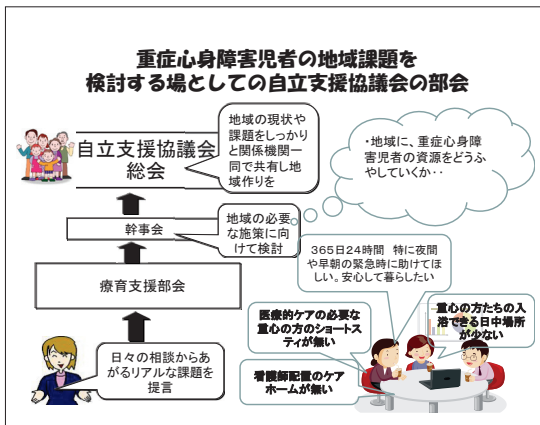 重症心身障害児者の地域課題を
検討する場としての自立支援協議会の部会
自立支援協議会
総会
地域の現状や
課題をしっかり
と関係機関一
同で共有し地
域作りを
・地域に、重症心身障
害児者の資源をどうふ
やしていくか・・
幹事会
地域の必要
な施策に向
けて検討
療育支援部会
365日24時間 特に夜間
や早朝の緊急時に助けてほ
しい。安心して暮らしたい
医療的ケアの必要な
重心の方のショートス
ティが無い
重心の方たちの入
浴できる日中場所
が少ない
看護師配置のケア
ホームが無い
日々の相談からあ
がるリアルな課題を
提言